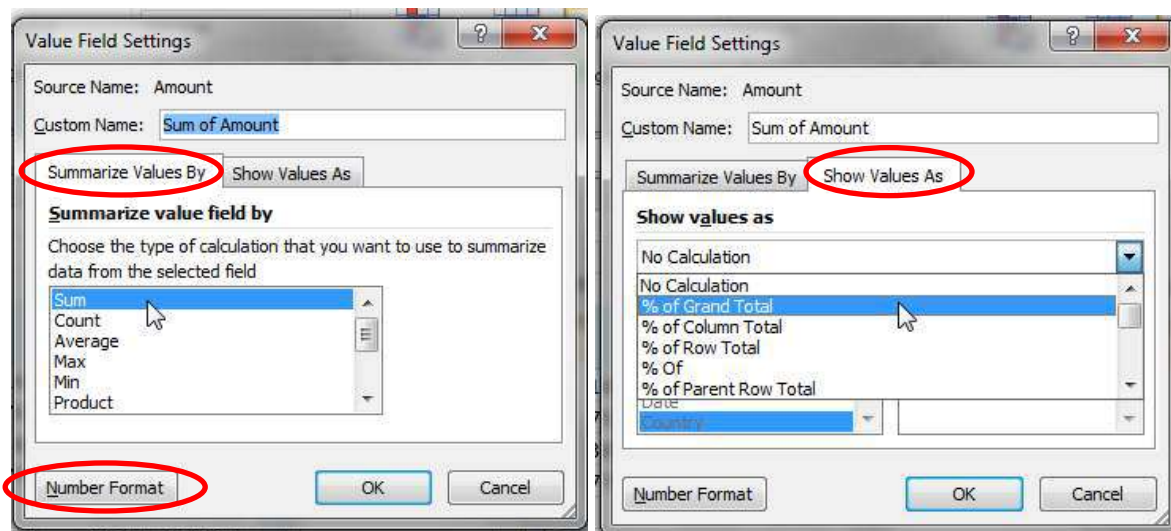 Value Field Settings
Source Name: Amount
Custom Name: Sum of Amount
Summarize Values By Show Values As
Summarize value field by
Choose the type of calculation that you want to use to summarize
data from the selected field
Sum
Count
Average
Max
Min
Product
Number Format OK Cancel
Value Field Settings
Source Name: Amount
Custom Name: Sum of Amount
Summarize Values By Show Values As
Show values as
No Calculation
No Calculation
% of Grand Total
% of Column Total
% of Row Total
% Of
% of Parent Row Total
Date
Country
Number Format OK Cancel